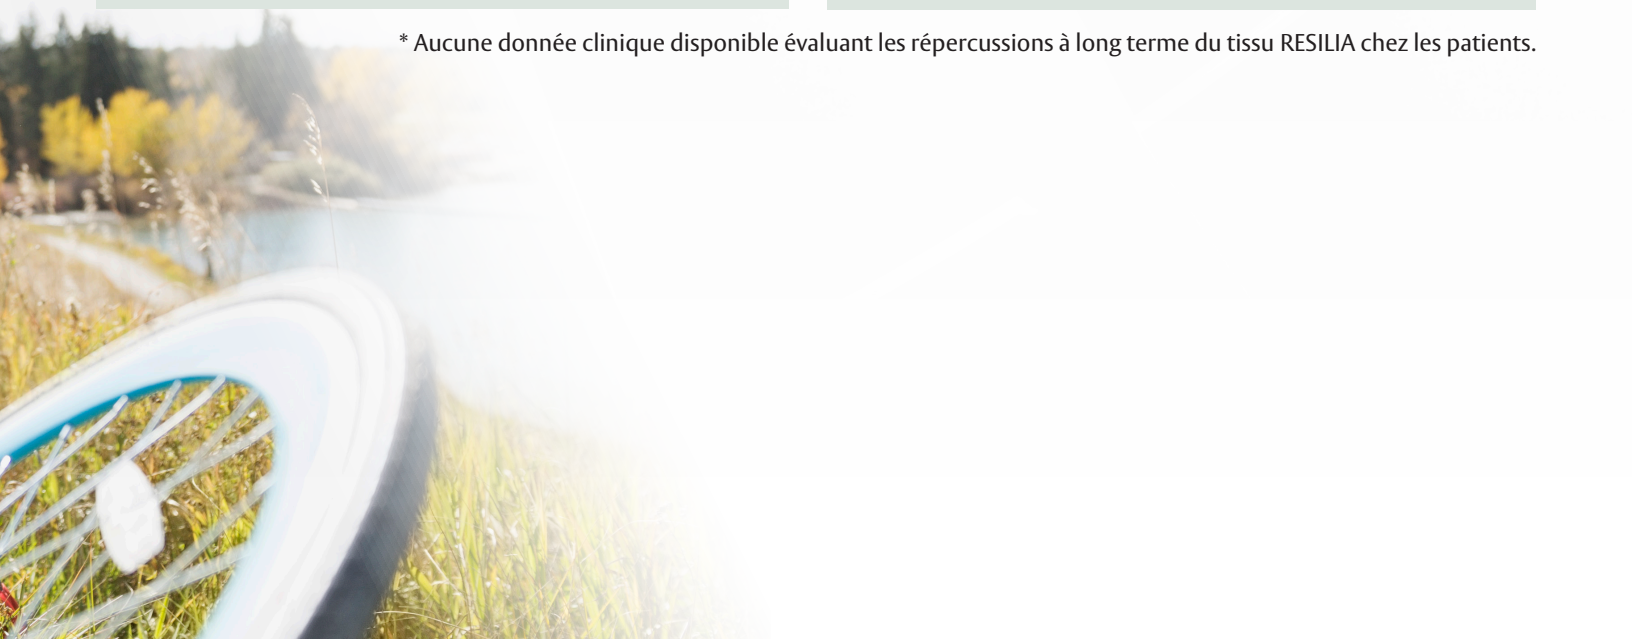 * Aucune donnée clinique disponible évaluant les répercussions à long terme du tissu RESILIA chez les patients.